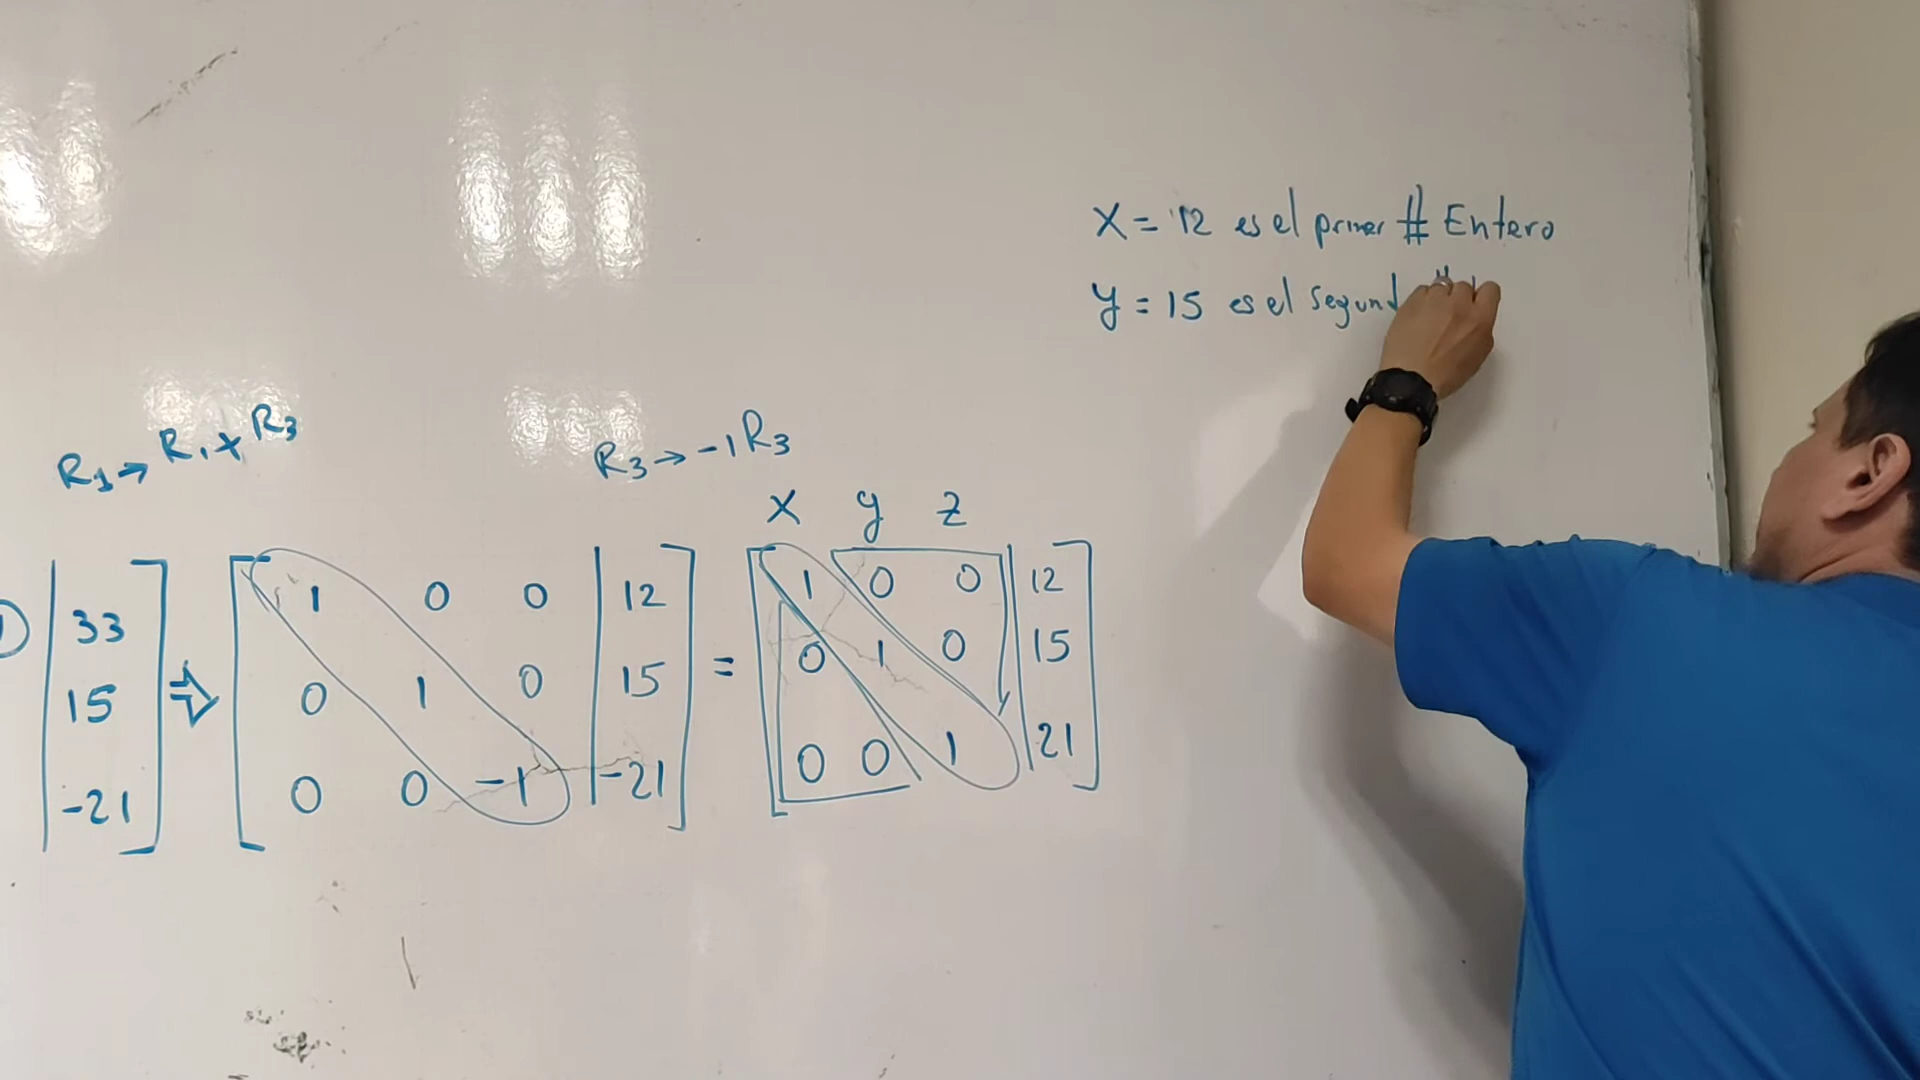 X = 12 es el primer # Entero
y = 15 es el segund
R1 → R1 + R3
R3 → -1R3
x y z
33
15
-21
⇒
1 0 0 | 12
0 1 0 | 15
0 0 -1 | -21
=
1 0 0 | 12
0 1 0 | 15
0 0 1 | 21